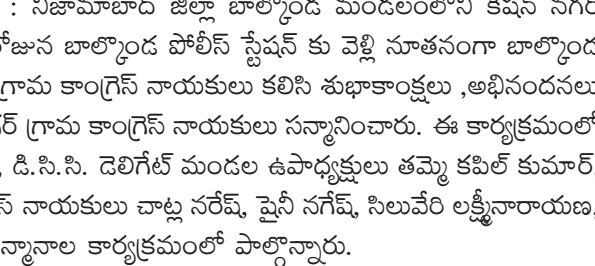 : నిజామాబాద్ జిల్లా బాల్కొండ మండలంలోని కిషన్ నగర్
రోజున బాల్కొండ పోలీస్ స్టేషన్ కు వెళ్లి నూతనంగా బాల్కొండ
గ్రామ కాంగ్రెస్ నాయకులు కలిసి శుభాకాంక్షలు ,అభినందనలు
గ్రామ కాంగ్రెస్ నాయకులు సన్మానించారు. ఈ కార్యక్రమంలో
, డి.సి.సి. డెలిగేట్ మండల ఉపాధ్యక్షులు తమ్మె కపిల్ కుమార్.
నాయకులు చాట్ల నరేష్, షైనీ నగేష్, సిలువేరి లక్ష్మీనారాయణ,
కార్యక్రమంలో పాల్గొన్నారు.